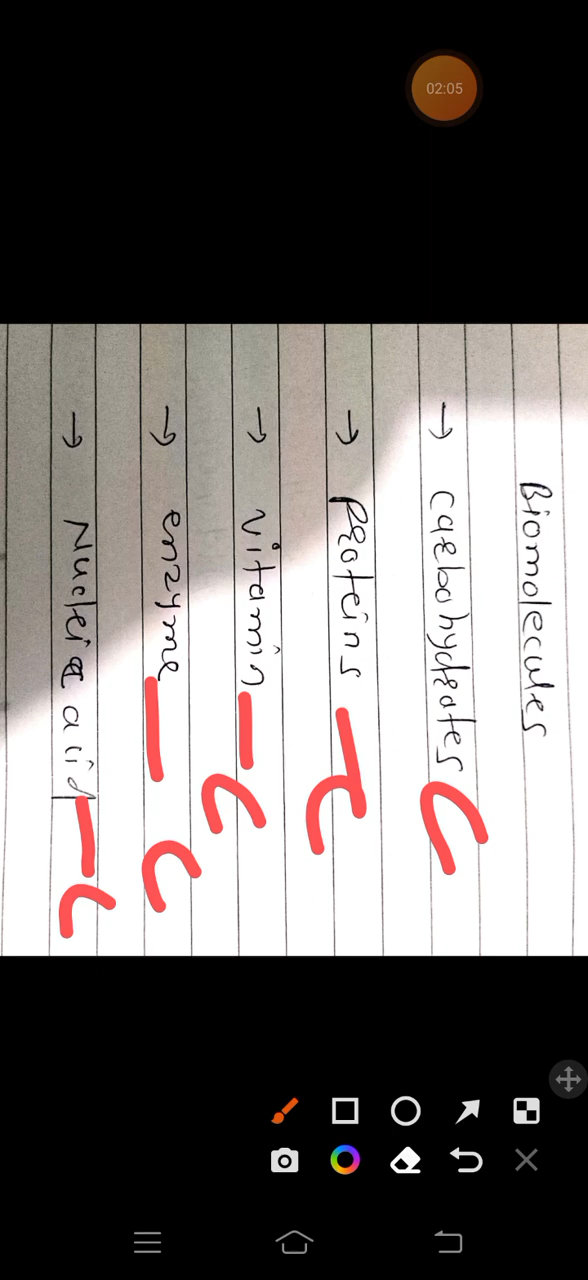 02:05
Biomolecules
→ Carbohydrates C
→ Proteins — C
→ Vitamin — C
→ enzyme — C
→ Nucleic acid — C